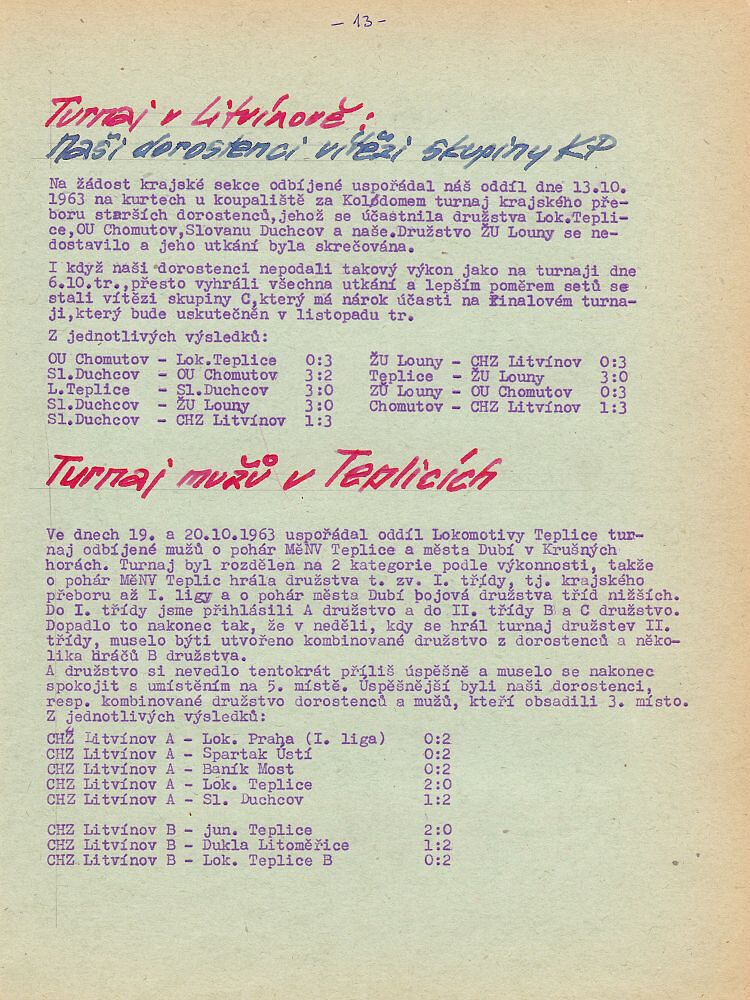 - 13 -
Turnaj v Litvínově:
Naši dorostenci vítězi skupiny KP
Na žádost krajské sekce odbíjené uspořádal náš oddíl dne 13.10.
1963 na kurtech u koupaliště za Koldomem turnaj krajského pře-
boru starších dorostenců,jehož se účastnila družstva Lok.Tepli-
ce,OU Chomutov,Slovanu Duchcov a naše.Družstvo ŽU Louny se ne-
dostavilo a jeho utkání byla skrečována.
I když naši dorostenci nepodali takový výkon jako na turnaji dne
6.10.tr.,přesto vyhráli všechna utkání a lepším poměrem setů se
stali vítězi skupiny C,který má nárok účasti na finalovém turna-
ji,který bude uskutečněn v listopadu tr.
Z jednotlivých výsledků:
OU Chomutov - Lok.Teplice 0:3 ŽU Louny - CHZ Litvínov 0:3
Sl.Duchcov - OU Chomutov 3:2 Teplice - ŽU Louny 3:0
L.Teplice - Sl.Duchcov 3:0 ZU Louny - OU Chomutov 0:3
Sl.Duchcov - ŽU Louny 3:0 Chomutov - CHZ Litvínov 1:3
Sl.Duchcov - CHZ Litvínov 1:3
Turnaj mužů v Teplicích
Ve dnech 19. a 20.10.1963 uspořádal oddíl Lokomotivy Teplice tur-
naj odbíjené mužů o pohár MěNV Teplice a města Dubí v Krušných
horách. Turnaj byl rozdělen na 2 kategorie podle výkonnosti, takže
o pohár MěNV Teplic hrála družstva t. zv. I. třídy, tj. krajského
přeboru až I. ligy a o pohár města Dubí bojová družstva tříd nižších.
Do I. třídy jsme přihlásili A družstvo a do II. třídy B a C družstvo.
Dopadlo to nakonec tak, že v neděli, kdy se hrál turnaj družstev II.
třídy, muselo býti utvořeno kombinované družstvo z dorostenců a něko-
lika hráčů B družstva.
A družstvo si nevedlo tentokrát příliš úspěšně a muselo se nakonec
spokojit s umístěním na 5. místě. Úspěšnější byli naši dorostenci,
resp. kombinované družstvo dorostenců a mužů, kteří obsadili 3. místo.
Z jednotlivých výsledků:
CHZ Litvínov A - Lok. Praha (I. liga) 0:2
CHZ Litvínov A - Spartak Ústí 0:2
CHZ Litvínov A - Baník Most 0:2
CHZ Litvínov A - Lok. Teplice 2:0
CHZ Litvínov A - Sl. Duchcov 1:2
CHZ Litvínov B - jun. Teplice 2:0
CHZ Litvínov B - Dukla Litoměřice 1:2
CHZ Litvínov B - Lok. Teplice B 0:2